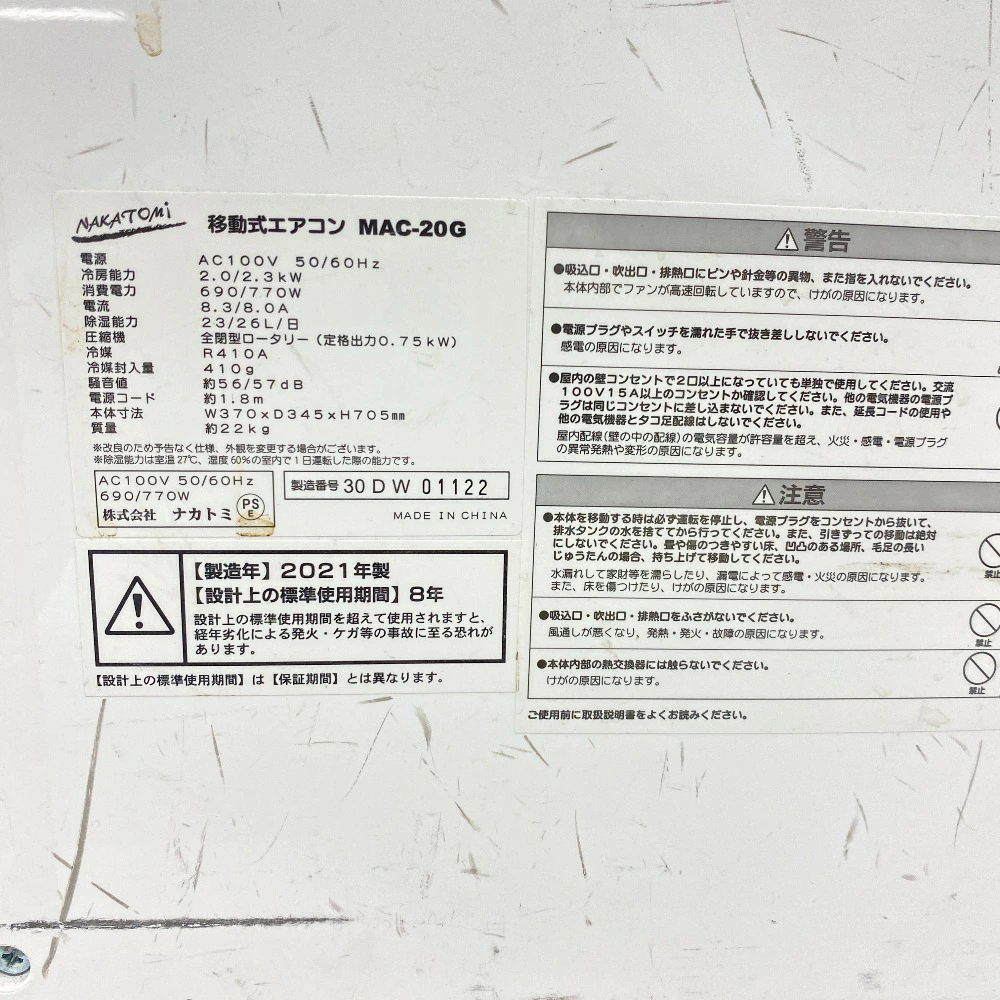 NAKATOMI 移動式エアコン MAC-20G
電源 AC100V 50/60Hz
冷房能力 2.0/2.3kW
消費電力 690/770W
電流 8.3/8.0A
除湿能力 23/26L/日
圧縮機 全閉型ロータリー(定格出力0.75kW)
冷媒 R410A
冷媒封入量 410g
騒音値 約56/57dB
電源コード 約1.8m
本体寸法 W370xD345xH705mm
質量 約22kg
※改良のため予告なく仕様、外観を変更する場合がございます。
※除湿能力は室温27℃、湿度60%の室内で1日運転した際の能力です。
AC100V 50/60Hz
690/770W
株式会社 ナカトミ
PS
E
製造番号 30DW 01122
MADE IN CHINA
【製造年】2021年製
【設計上の標準使用期間】8年
設計上の標準使用期間を超えて使用されますと、
経年劣化による発火・ケガ等の事故に至る恐れが
あります。
【設計上の標準使用期間】は【保証期間】とは異なります。
警告
●吸込口・吹出口・排熱口にピンや針金等の異物、また指を入れないでください。
本体内部でファンが高速回転していますので、けがの原因になります。
●電源プラグやスイッチを濡れた手で抜き差ししないでください。
感電の原因になります。
●屋内の壁コンセントで2口以上になっていても単独で使用してください。交流
100V15A以上のコンセントか確認してください。他の電気機器の電源プ
ラグは同じコンセントに差し込まないでください。また、延長コードの使用や
他の電気機器とタコ足配線はしないでください。
屋内配線(壁の中の配線)の電気容量が許容量を超え、火災・感電・電源プラグ
の異常発熱や変形の原因になります。
注意
●本体を移動する時は必ず運転を停止し、電源プラグをコンセントから抜いて、
排水タンクの水を捨ててから行ってください。また、引きずっての移動は絶対
にしないでください。畳や傷のつきやすい床、凹凸のある場所、毛足の長い
じゅうたんの場合、持ち上げて移動してください。
水漏れして家財等を濡らしたり、漏電によって感電・火災の原因になります。
また、床を傷つけたり、けがの原因になります。
禁止
●吸込口・吹出口・排熱口をふさがないでください。
風通しが悪くなり、発熱・発火・故障の原因になります。
禁止
●本体内部の熱交換器には触らないでください。
けがの原因になります。
禁止
ご使用前に取扱説明書をよくお読みください。